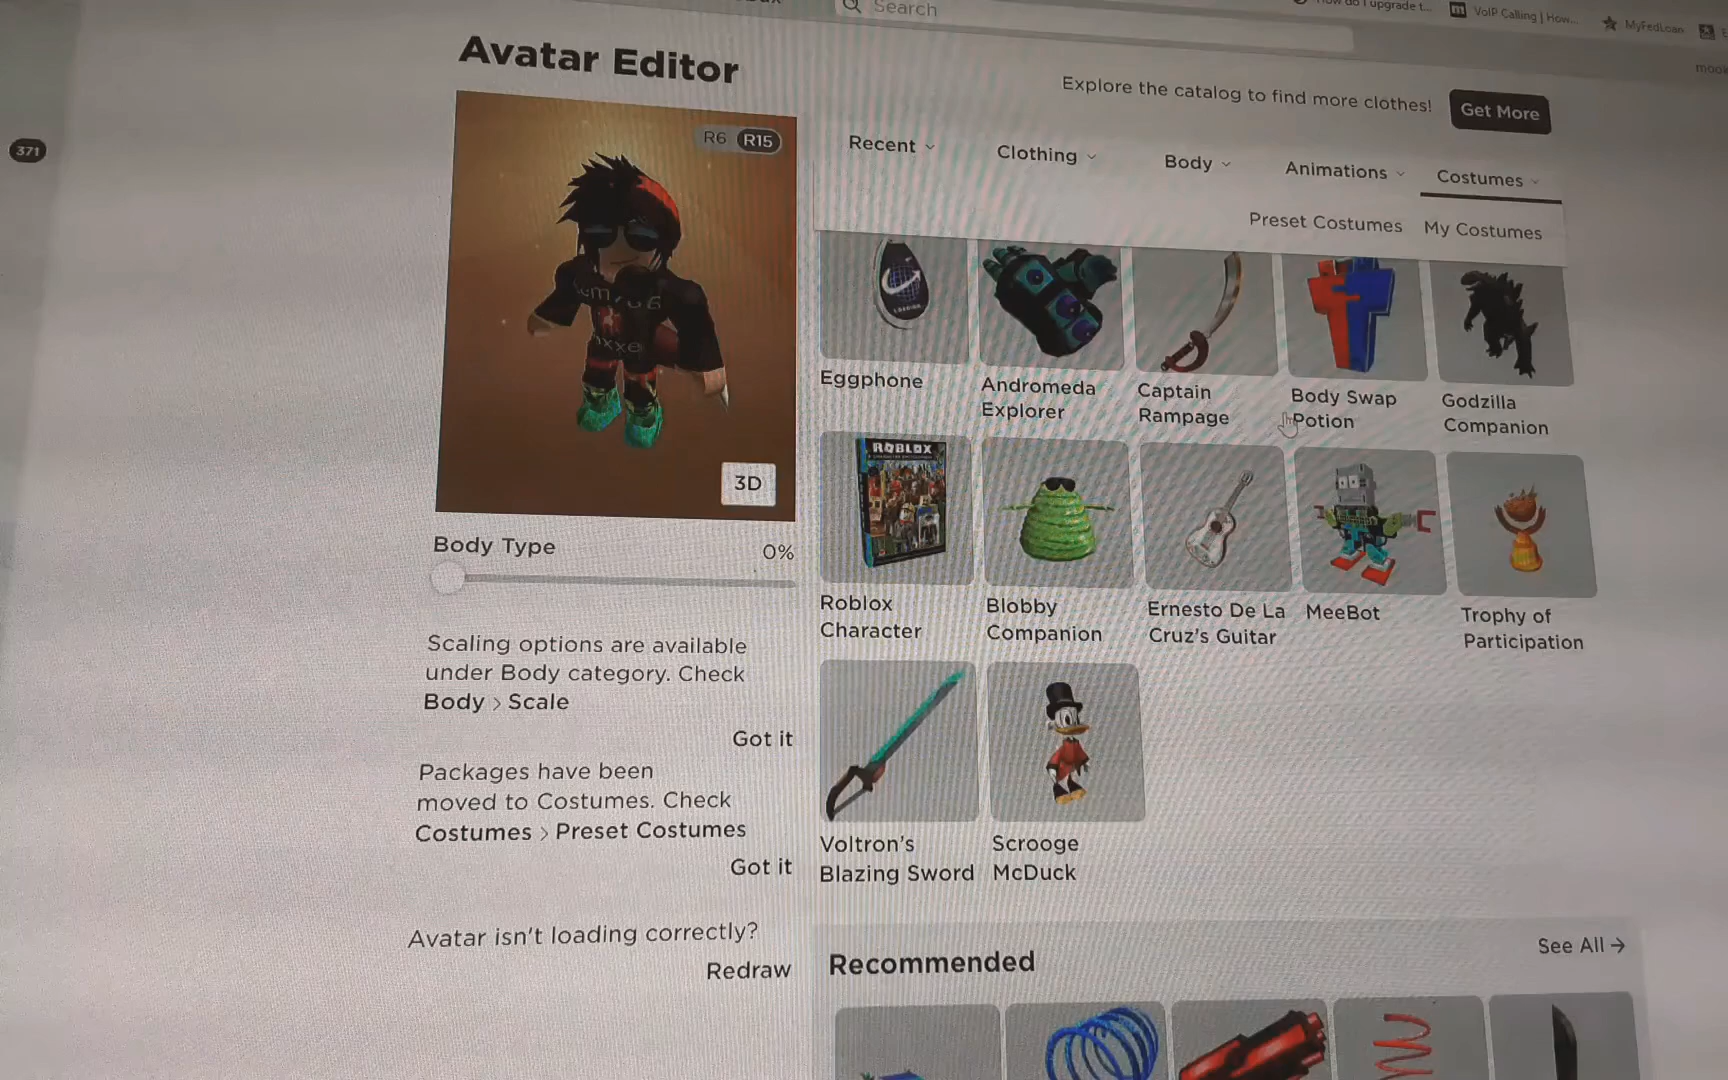 Search
How do I upgrade t...
VoIP Calling | How...
MyFedLoan
Avatar Editor
Explore the catalog to find more clothes!
Get More
371
R6 R15
Recent
Clothing
Body
Animations
Costumes
Preset Costumes
My Costumes
LOADING
3D
Eggphone
Andromeda
Explorer
Captain
Rampage
Body Swap
Potion
Godzilla
Companion
ROBLOX
Body Type
0%
Roblox
Character
Blobby
Companion
Ernesto De La
Cruz's Guitar
MeeBot
Trophy of
Participation
Scaling options are available
under Body category. Check
Body > Scale
Got it
Packages have been
moved to Costumes. Check
Costumes > Preset Costumes
Got it
Voltron's
Blazing Sword
Scrooge
McDuck
Avatar isn't loading correctly?
Redraw
Recommended
See All →